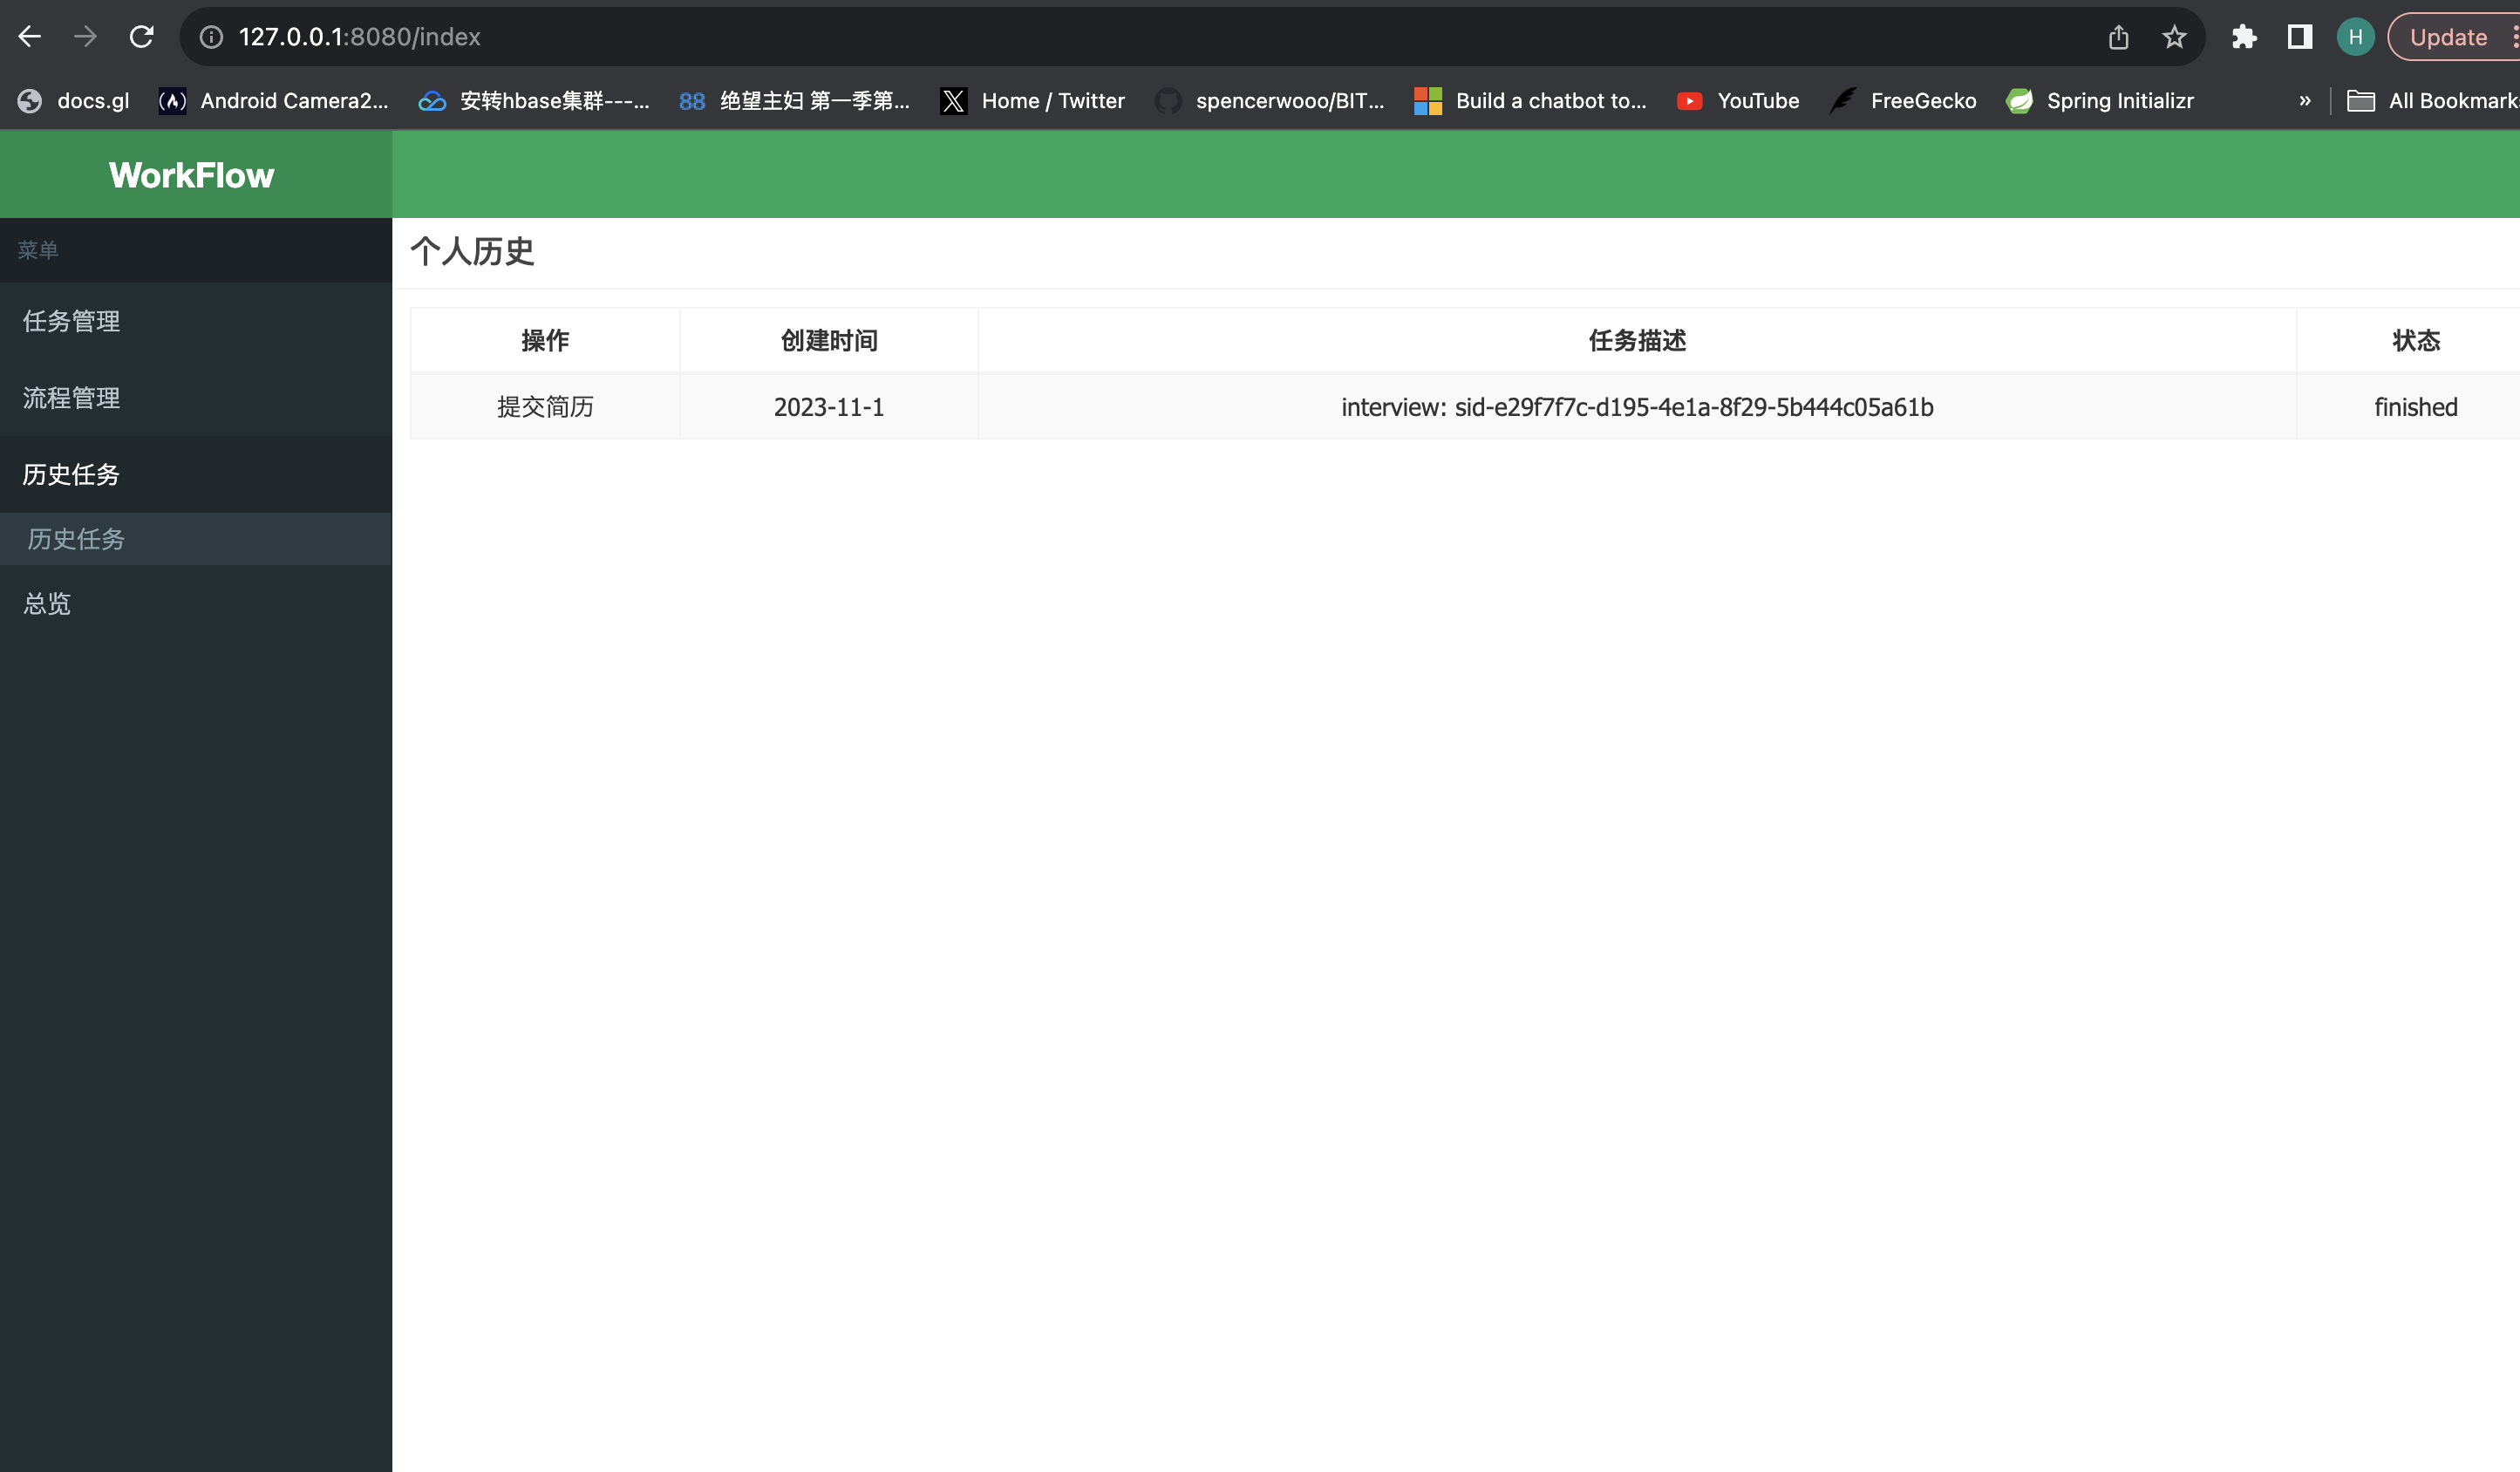 127.0.0.1:8080/index
H
Update
docs.gl
Android Camera2...
安转hbase集群---...
绝望主妇 第一季第...
Home / Twitter
spencerwooo/BIT...
Build a chatbot to...
YouTube
FreeGecko
Spring Initializr
»
All Bookmark
WorkFlow
菜单
任务管理
流程管理
历史任务
历史任务
总览
个人历史
操作 创建时间 任务描述 状态
提交简历 2023-11-1 interview: sid-e29f7f7c-d195-4e1a-8f29-5b444c05a61b finished